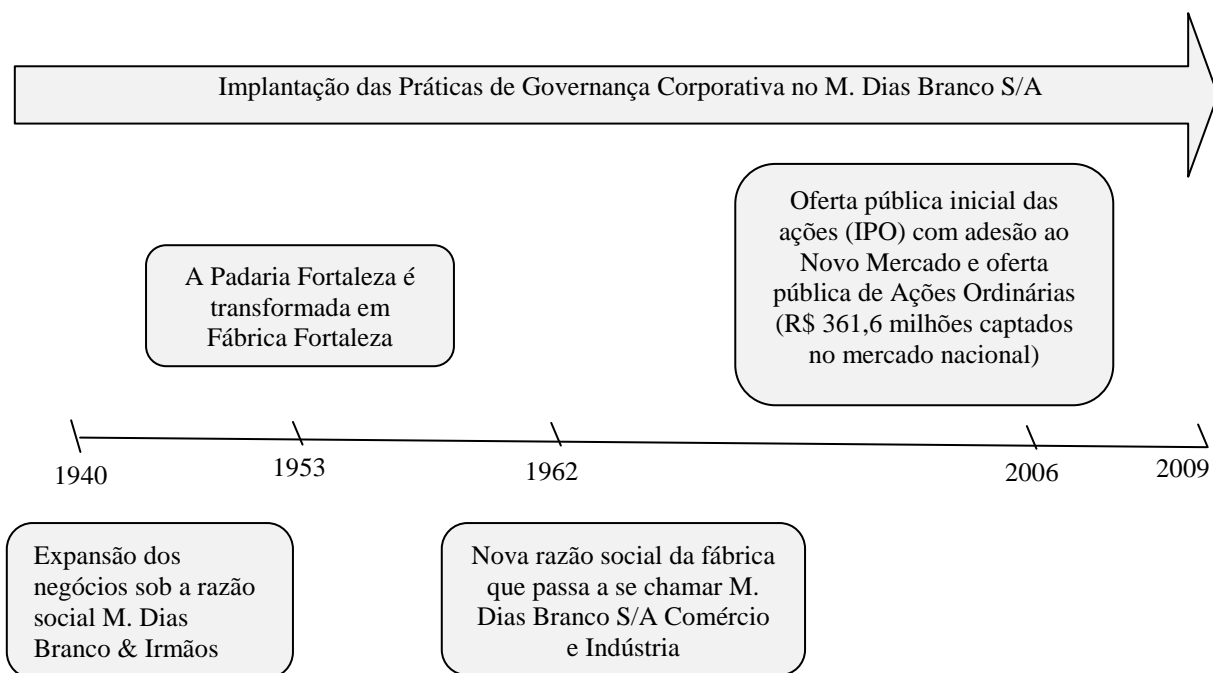 Implantação das Práticas de Governança Corporativa no M. Dias Branco S/A
A Padaria Fortaleza é
transformada em
Fábrica Fortaleza
Oferta pública inicial das
ações (IPO) com adesão ao
Novo Mercado e oferta
pública de Ações Ordinárias
(R$ 361,6 milhões captados
no mercado nacional)
1940
1953
1962
2006
2009
Expansão dos
negócios sob a razão
social M. Dias
Branco & Irmãos
Nova razão social da fábrica
que passa a se chamar M.
Dias Branco S/A Comércio
e Indústria